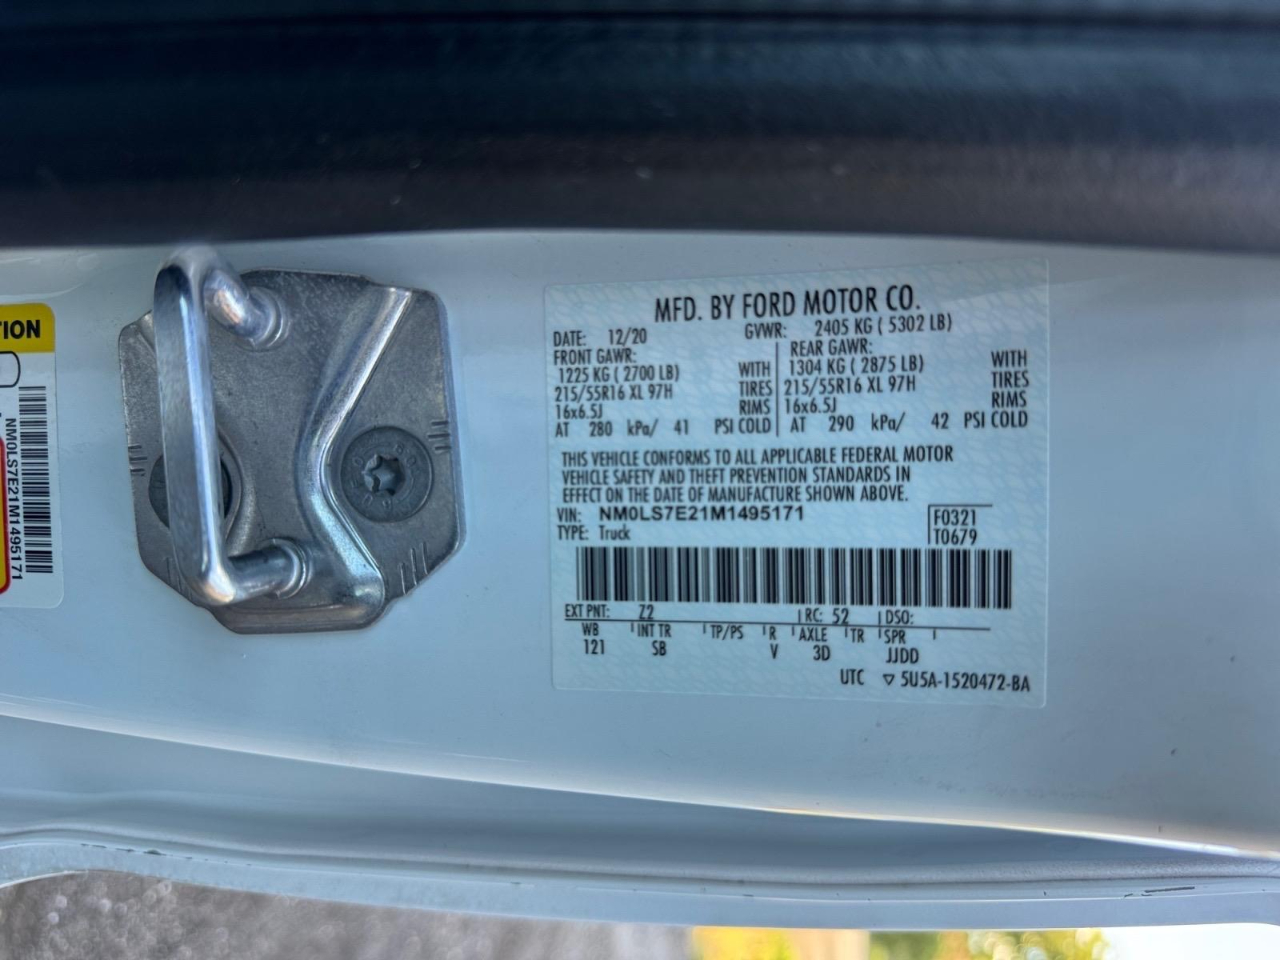 TION
NM0LS7E21M1495171
MFD. BY FORD MOTOR CO.
DATE: 12/20 GVWR: 2405 KG ( 5302 LB)
FRONT GAWR: REAR GAWR:
1225 KG ( 2700 LB) WITH 1304 KG ( 2875 LB) WITH
215/55R16 XL 97H TIRES 215/55R16 XL 97H TIRES
16x6.5J RIMS 16x6.5J RIMS
AT 280 kPa/ 41 PSI COLD AT 290 kPa/ 42 PSI COLD
THIS VEHICLE CONFORMS TO ALL APPLICABLE FEDERAL MOTOR
VEHICLE SAFETY AND THEFT PREVENTION STANDARDS IN
EFFECT ON THE DATE OF MANUFACTURE SHOWN ABOVE.
VIN: NM0LS7E21M1495171 F0321
TYPE: Truck T0679
EXT PNT: Z2 RC: 52 DSO:
WB INT TR TP/PS R AXLE TR SPR
121 SB V 3D JJDD
UTC ▽ 5U5A-1520472-BA